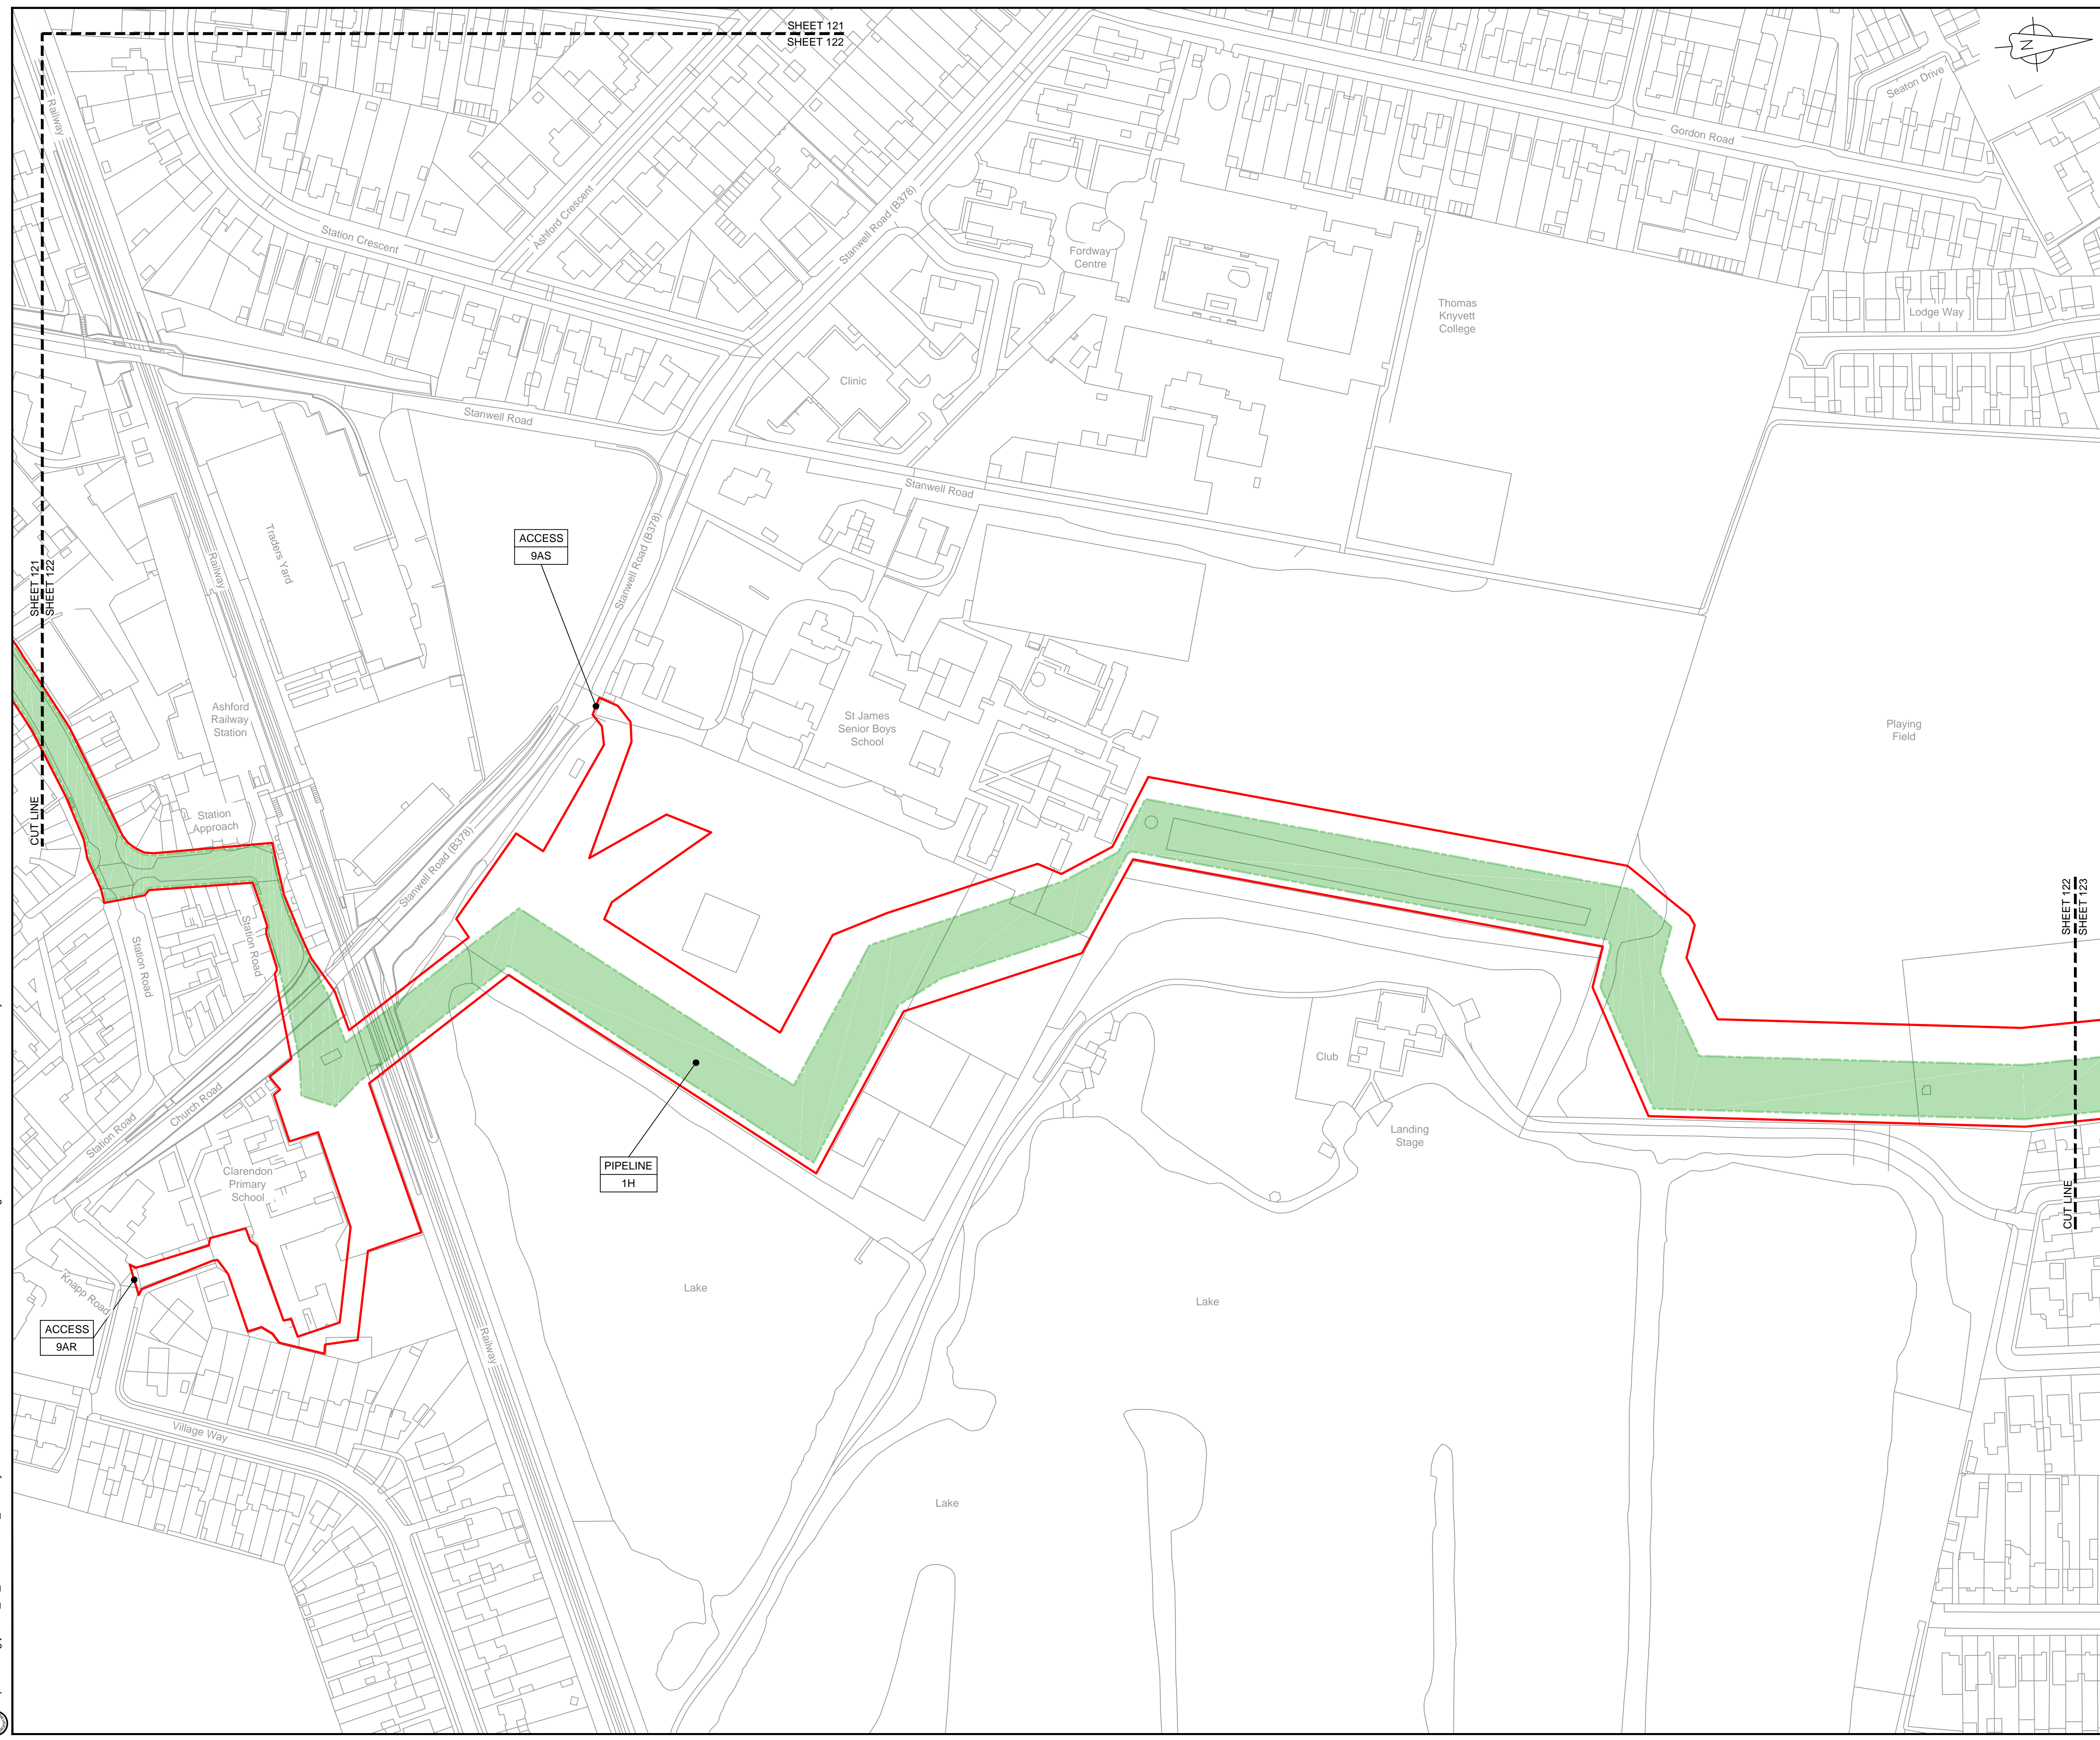 SHEET 121
SHEET 122
N
Railway
Seaton Drive
Gordon Road
Ashford Crescent
Station Crescent
Stanwell Road (B378)
Fordway
Centre
Thomas
Knyvett
College
Lodge Way
Clinic
Stanwell Road
Stanwell Road
Traders Yard
Railway
ACCESS
9AS
Stanwell Road (B378)
SHEET 121
SHEET 122
Ashford
Railway
Station
St James
Senior Boys
School
Playing
Field
CUT LINE
Station
Approach
Stanwell Road (B378)
SHEET 122
SHEET 123
Station Road
Station Road
Club
Landing
Stage
Church Road
Station Road
PIPELINE
1H
Clarendon
Primary
School
CUT LINE
Knapp Road
Lake
Lake
ACCESS
9AR
Railway
Village Way
Lake